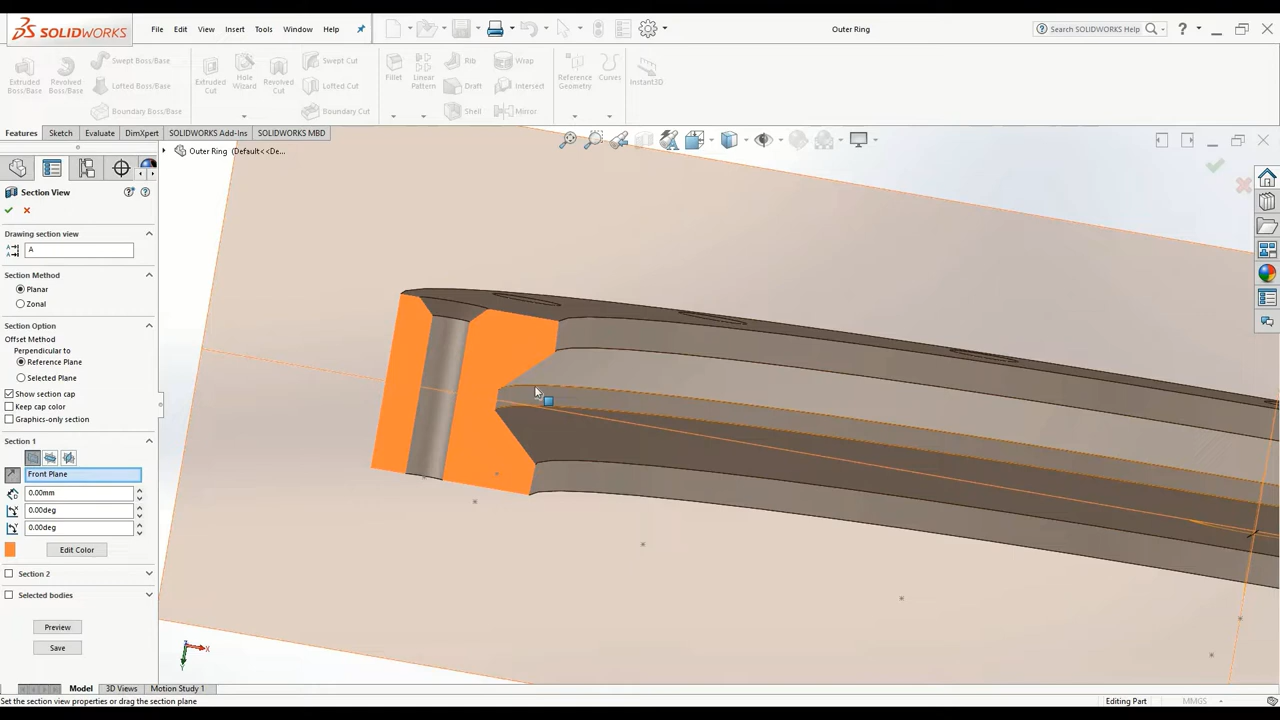 SOLIDWORKS
File Edit View Insert Tools Window Help
Outer Ring
Search SOLIDWORKS Help
Extruded Boss/Base
Revolved Boss/Base
Swept Boss/Base
Lofted Boss/Base
Boundary Boss/Base
Extruded Cut
Hole Wizard
Revolved Cut
Swept Cut
Lofted Cut
Boundary Cut
Fillet
Linear Pattern
Rib
Draft
Shell
Wrap
Intersect
Mirror
Reference Geometry
Curves
Instant3D
Features Sketch Evaluate DimXpert SOLIDWORKS Add-Ins SOLIDWORKS MBD
Outer Ring (Default<<De...
Section View
Drawing section view
A
Section Method
Planar
Zonal
Section Option
Offset Method
Perpendicular to
Reference Plane
Selected Plane
Show section cap
Keep cap color
Graphics-only section
Section 1
Front Plane
0.00mm
0.00deg
0.00deg
Edit Color
Section 2
Selected bodies
Preview
Save
X
Y
Model 3D Views Motion Study 1
Set the section view properties or drag the section plane
Editing Part
MMGS